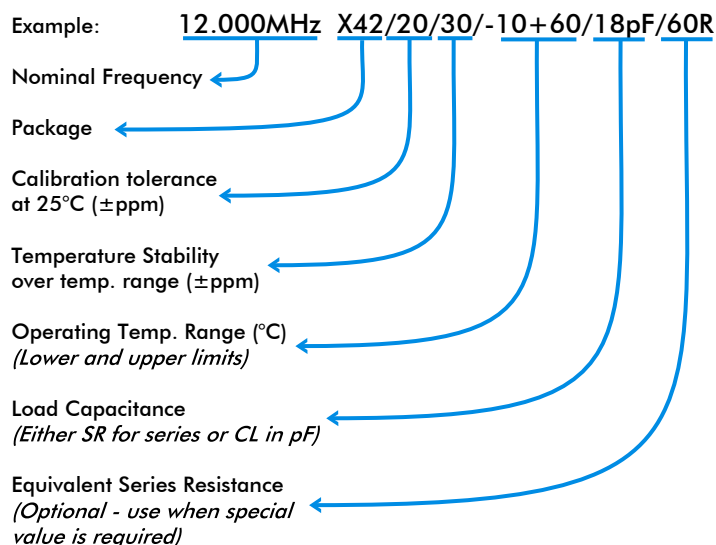 Example: 12.000MHz X42/20/30/-10+60/18pF/60R
Nominal Frequency
Package
Calibration tolerance
at 25°C (±ppm)
Temperature Stability
over temp. range (±ppm)
Operating Temp. Range (°C)
(Lower and upper limits)
Load Capacitance
(Either SR for series or CL in pF)
Equivalent Series Resistance
(Optional - use when special
value is required)